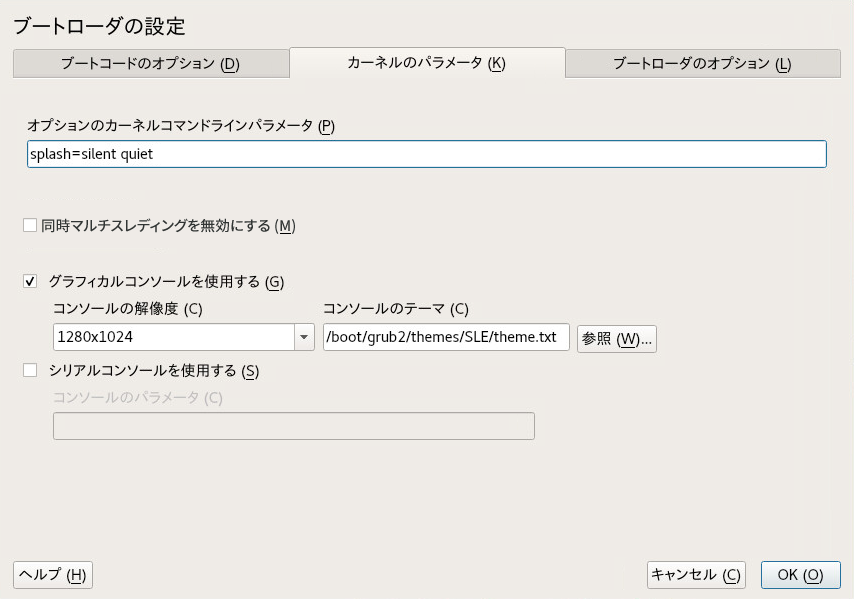 ブートローダの設定
ブートコードのオプション (D)
カーネルのパラメータ (K)
ブートローダのオプション (L)
オプションのカーネルコマンドラインパラメータ (P)
splash=silent quiet
同時マルチスレディングを無効にする (M)
グラフィカルコンソールを使用する (G)
コンソールの解像度 (C)
コンソールのテーマ (C)
1280x1024
/boot/grub2/themes/SLE/theme.txt
参照 (W)...
シリアルコンソールを使用する (S)
コンソールのパラメータ (C)
ヘルプ (H)
キャンセル (C)
OK (O)